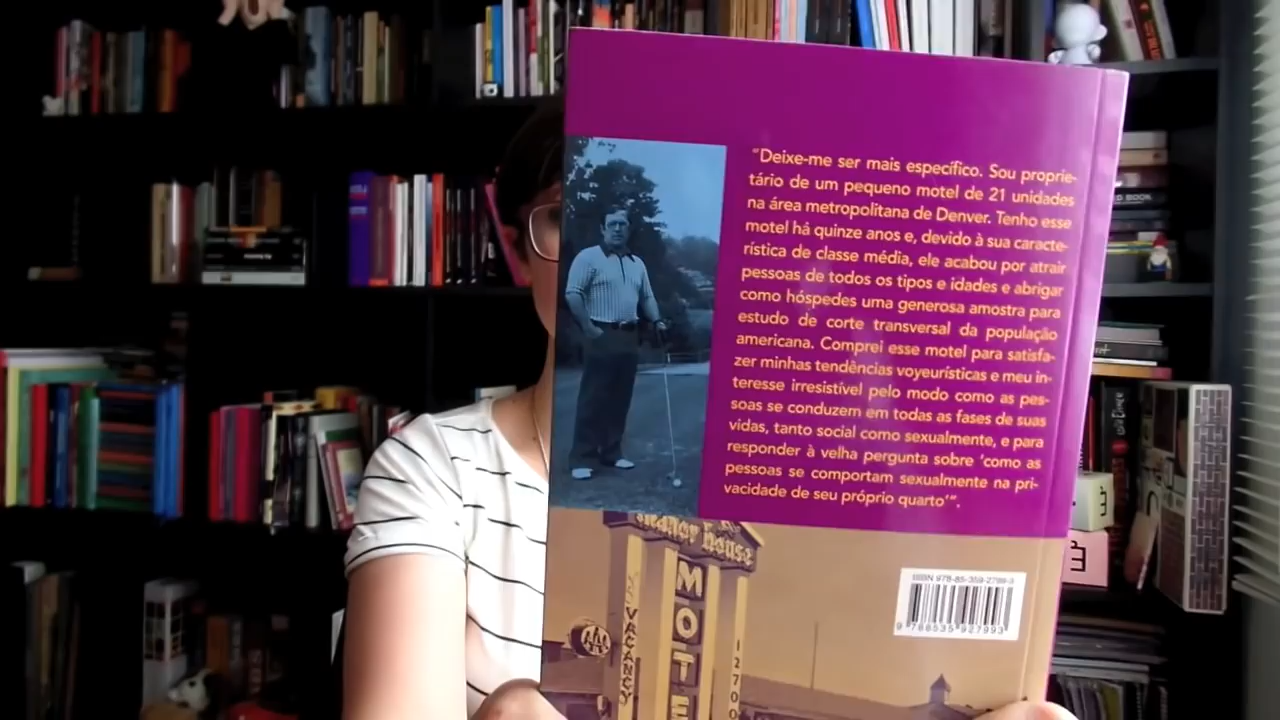 “Deixe-me ser mais específico. Sou proprie-
tário de um pequeno motel de 21 unidades
na área metropolitana de Denver. Tenho esse
motel há quinze anos e, devido à sua caracte-
rística de classe média, ele acabou por atrair
pessoas de todos os tipos e idades e abrigar
como hóspedes uma generosa amostra para
estudo de corte transversal da população
americana. Comprei esse motel para satisfa-
zer minhas tendências voyeurísticas e meu in-
teresse irresistível pelo modo como as pes-
soas se conduzem em todas as fases de suas
vidas, tanto social como sexualmente, e para
responder à velha pergunta sobre ‘como as
pessoas se comportam sexualmente na pri-
vacidade de seu próprio quarto’”.
Manor House
MOTE
VACANCY
12700
ISBN 978-85-359-2799-3
9 788535 927993